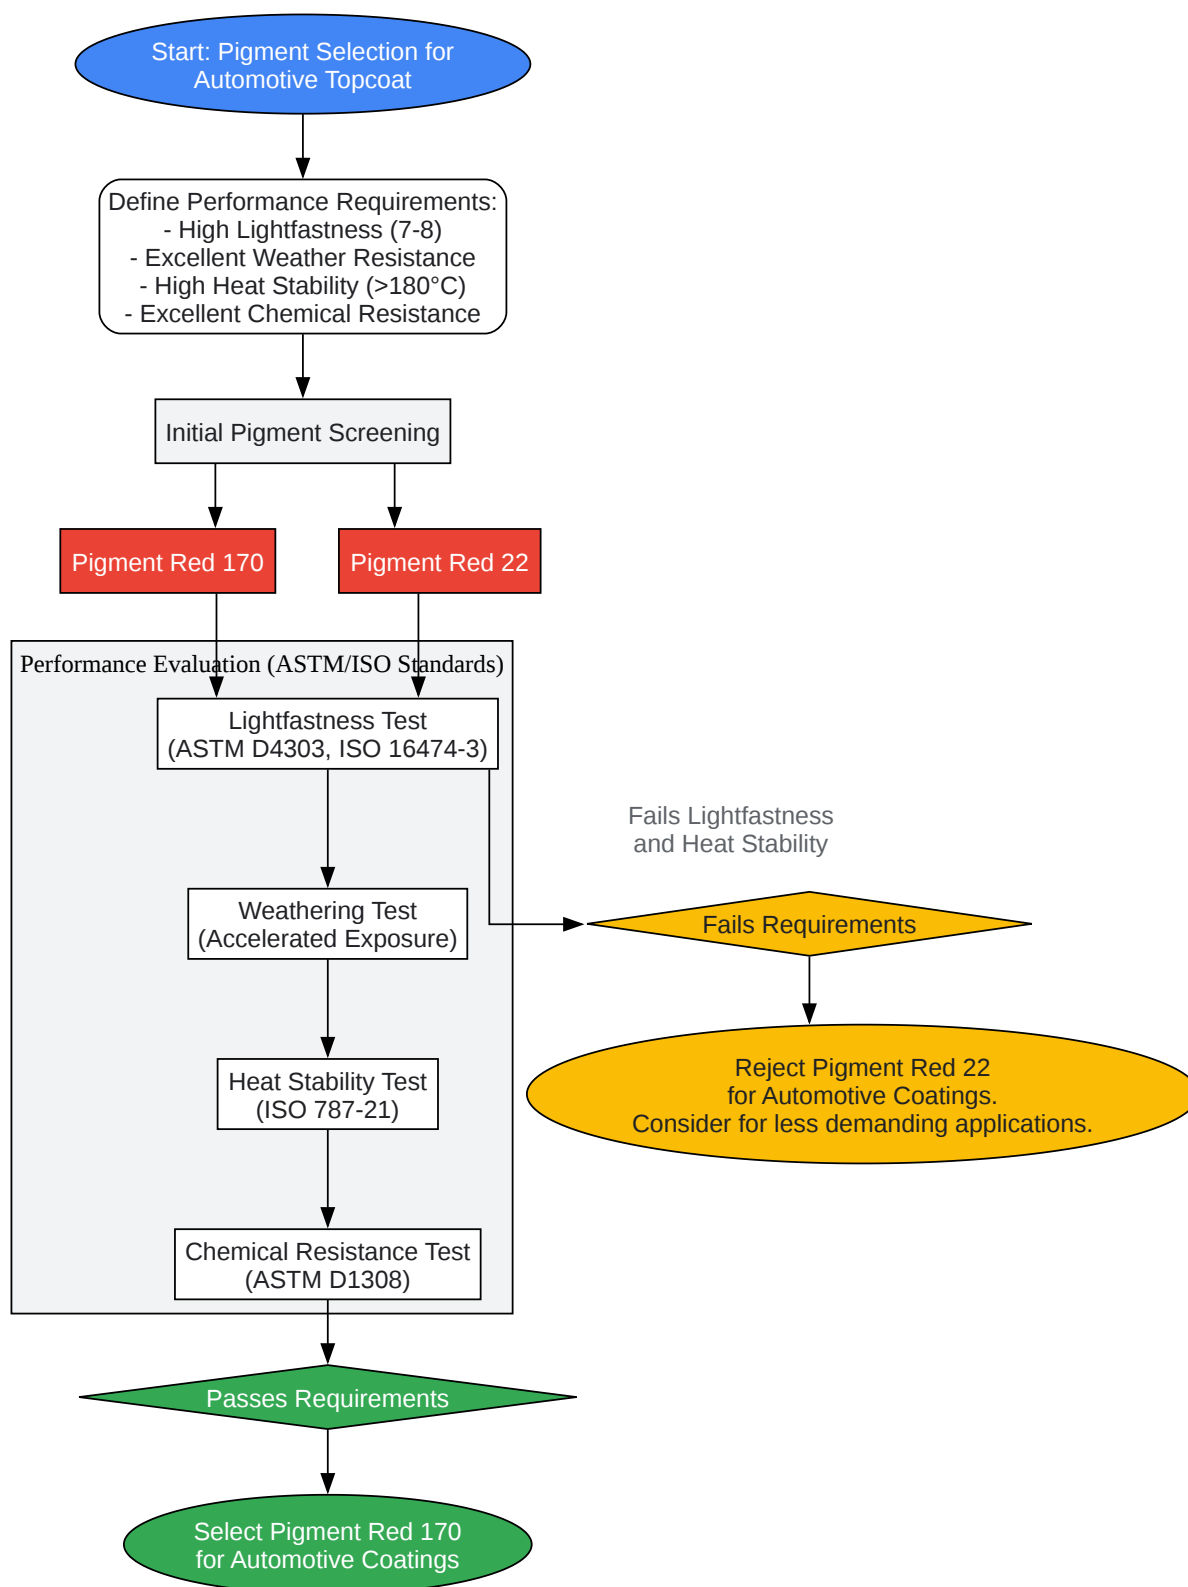 Start: Pigment Selection for
Automotive Topcoat
Define Performance Requirements:
- High Lightfastness (7-8)
- Excellent Weather Resistance
- High Heat Stability (>180°C)
- Excellent Chemical Resistance
Initial Pigment Screening
Pigment Red 170
Pigment Red 22
Performance Evaluation (ASTM/ISO Standards)
Lightfastness Test
(ASTM D4303, ISO 16474-3)
Fails Lightfastness
and Heat Stability
Weathering Test
(Accelerated Exposure)
Fails Requirements
Heat Stability Test
(ISO 787-21)
Reject Pigment Red 22
for Automotive Coatings.
Consider for less demanding applications.
Chemical Resistance Test
(ASTM D1308)
Passes Requirements
Select Pigment Red 170
for Automotive Coatings